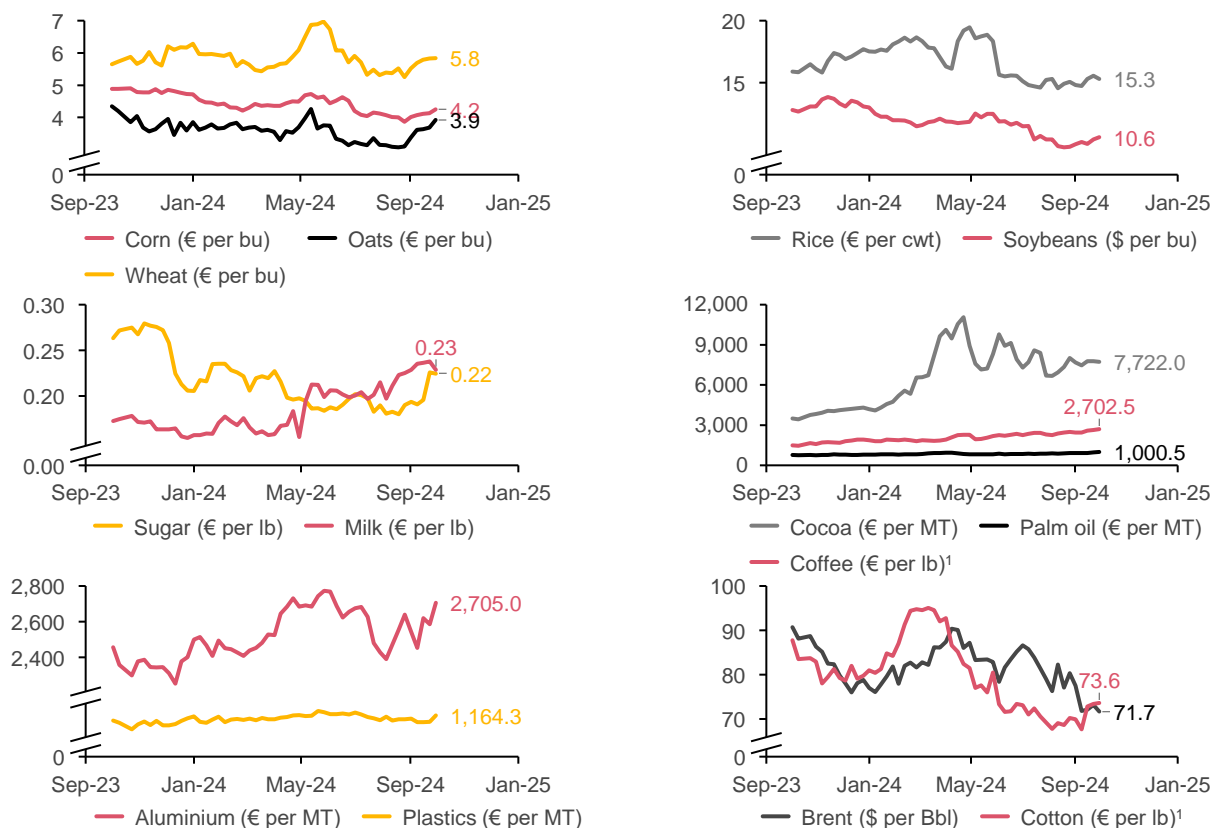 7
6
5
4
0
5.8
4.2
3.9
Sep-23 Jan-24 May-24 Sep-24 Jan-25
Corn (€ per bu) Oats (€ per bu)
Wheat (€ per bu)
20
15
0
15.3
10.6
Sep-23 Jan-24 May-24 Sep-24 Jan-25
Rice (€ per cwt) Soybeans ($ per bu)
0.30
0.25
0.20
0.00
0.23
0.22
Sep-23 Jan-24 May-24 Sep-24 Jan-25
Sugar (€ per lb) Milk (€ per lb)
12,000
9,000
6,000
3,000
0
7,722.0
2,702.5
1,000.5
Sep-23 Jan-24 May-24 Sep-24 Jan-25
Cocoa (€ per MT) Palm oil (€ per MT)
Coffee (€ per lb)¹
2,800
2,600
2,400
0
2,705.0
1,164.3
Sep-23 Jan-24 May-24 Sep-24 Jan-25
Aluminium (€ per MT) Plastics (€ per MT)
100
90
80
70
0
73.6
71.7
Sep-23 Jan-24 May-24 Sep-24 Jan-25
Brent ($ per Bbl) Cotton (€ per lb)¹